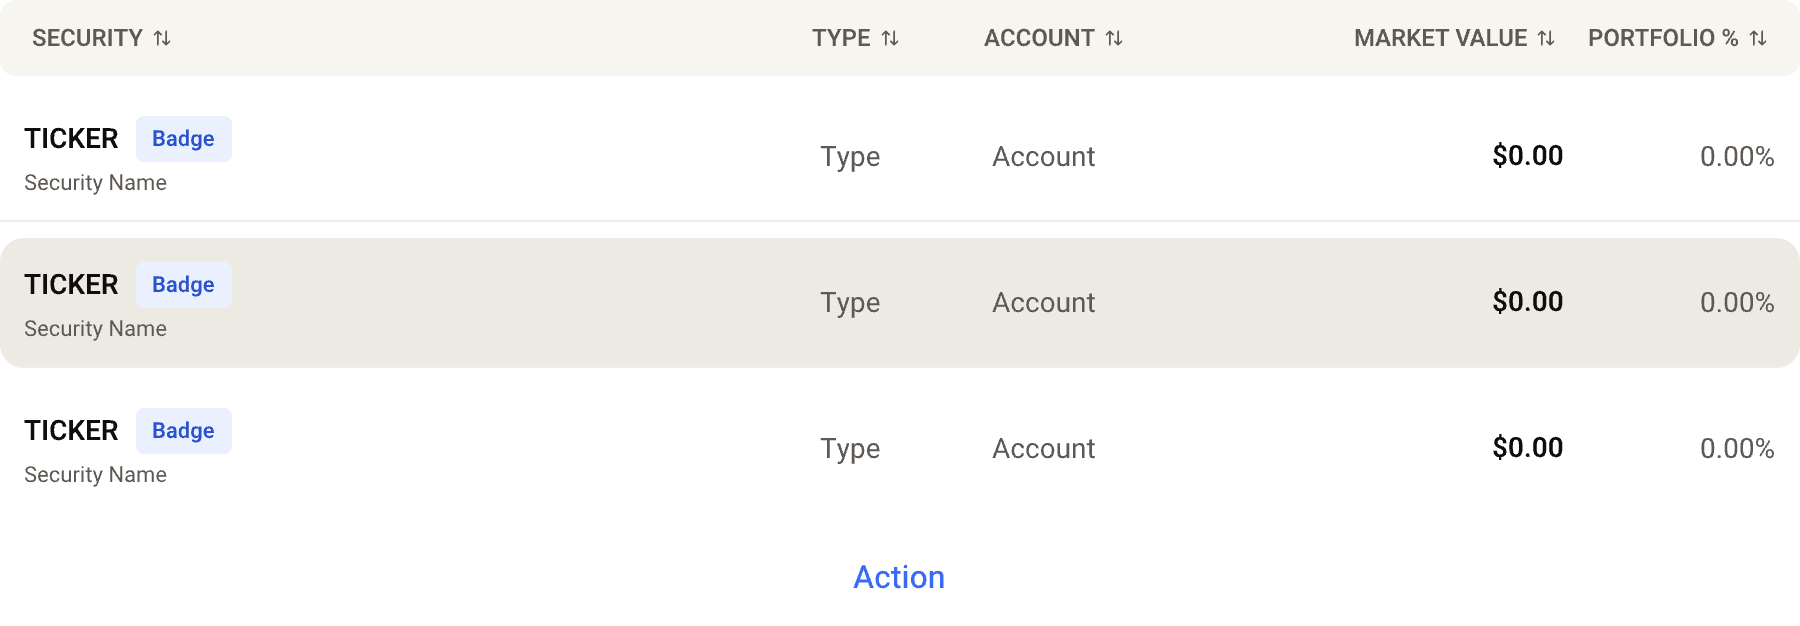 SECURITY TYPE ACCOUNT MARKET VALUE PORTFOLIO %
TICKER Badge
Security Name
Type Account $0.00 0.00%
TICKER Badge
Security Name
Type Account $0.00 0.00%
TICKER Badge
Security Name
Type Account $0.00 0.00%
Action